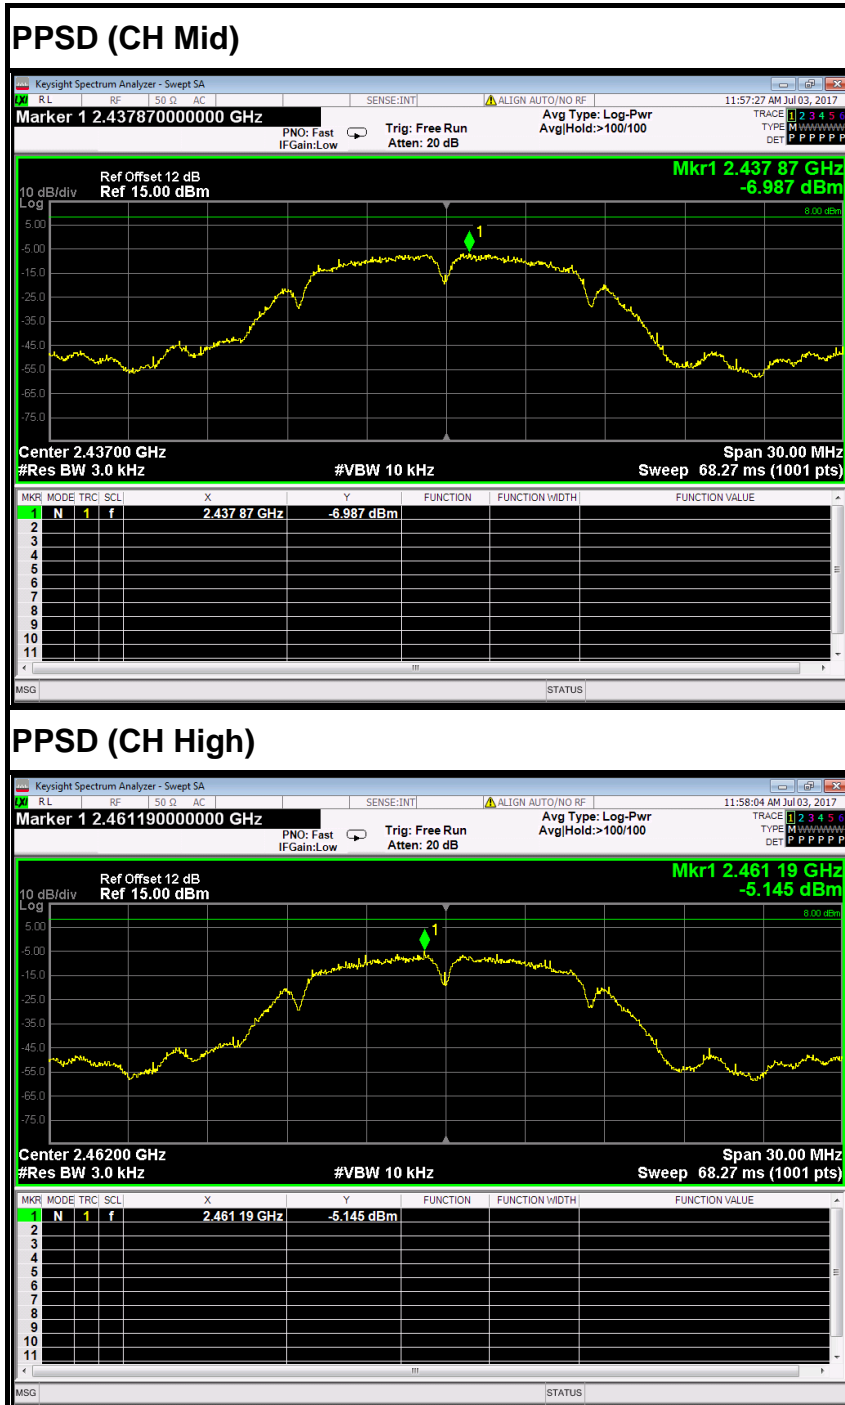 PPSD (CH Mid)
Keysight Spectrum Analyzer - Swept SA
LXI RL RF 50 Ω AC SENSE:INT ALIGN AUTO/NO RF 11:57:27 AM Jul 03, 2017
Marker 1 2.437870000000 GHz
PNO: Fast
IFGain:Low
Trig: Free Run
Atten: 20 dB
Avg Type: Log-Pwr
Avg|Hold:>100/100
TRACE 1 2 3 4 5 6
TYPE M WWWWW
DET P P P P P P
Mkr1 2.437 87 GHz
-6.987 dBm
Ref Offset 12 dB
10 dB/div Ref 15.00 dBm
Log
8.00 dBm
1
5.00
-5.00
-15.0
-25.0
-35.0
-45.0
-55.0
-65.0
-75.0
Center 2.43700 GHz Span 30.00 MHz
#Res BW 3.0 kHz #VBW 10 kHz Sweep 68.27 ms (1001 pts)
MKR MODE TRC SCL X Y FUNCTION FUNCTION WIDTH FUNCTION VALUE
1 N 1 f 2.437 87 GHz -6.987 dBm
2
3
4
5
6
7
8
9
10
11
MSG STATUS
PPSD (CH High)
Keysight Spectrum Analyzer - Swept SA
LXI RL RF 50 Ω AC SENSE:INT ALIGN AUTO/NO RF 11:58:04 AM Jul 03, 2017
Marker 1 2.461190000000 GHz
PNO: Fast
IFGain:Low
Trig: Free Run
Atten: 20 dB
Avg Type: Log-Pwr
Avg|Hold:>100/100
TRACE 1 2 3 4 5 6
TYPE M WWWWW
DET P P P P P P
Mkr1 2.461 19 GHz
-5.145 dBm
Ref Offset 12 dB
10 dB/div Ref 15.00 dBm
Log
8.00 dBm
1
5.00
-5.00
-15.0
-25.0
-35.0
-45.0
-55.0
-65.0
-75.0
Center 2.46200 GHz Span 30.00 MHz
#Res BW 3.0 kHz #VBW 10 kHz Sweep 68.27 ms (1001 pts)
MKR MODE TRC SCL X Y FUNCTION FUNCTION WIDTH FUNCTION VALUE
1 N 1 f 2.461 19 GHz -5.145 dBm
2
3
4
5
6
7
8
9
10
11
MSG STATUS